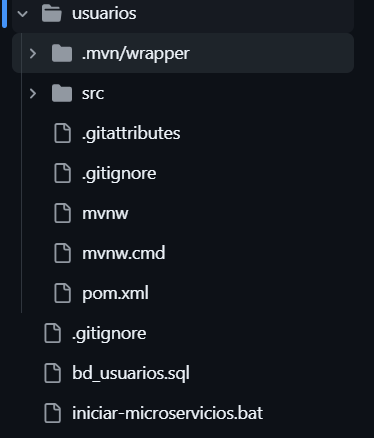 usuarios
.mvn/wrapper
src
.gitattributes
.gitignore
mvnw
mvnw.cmd
pom.xml
.gitignore
bd_usuarios.sql
iniciar-microservicios.bat